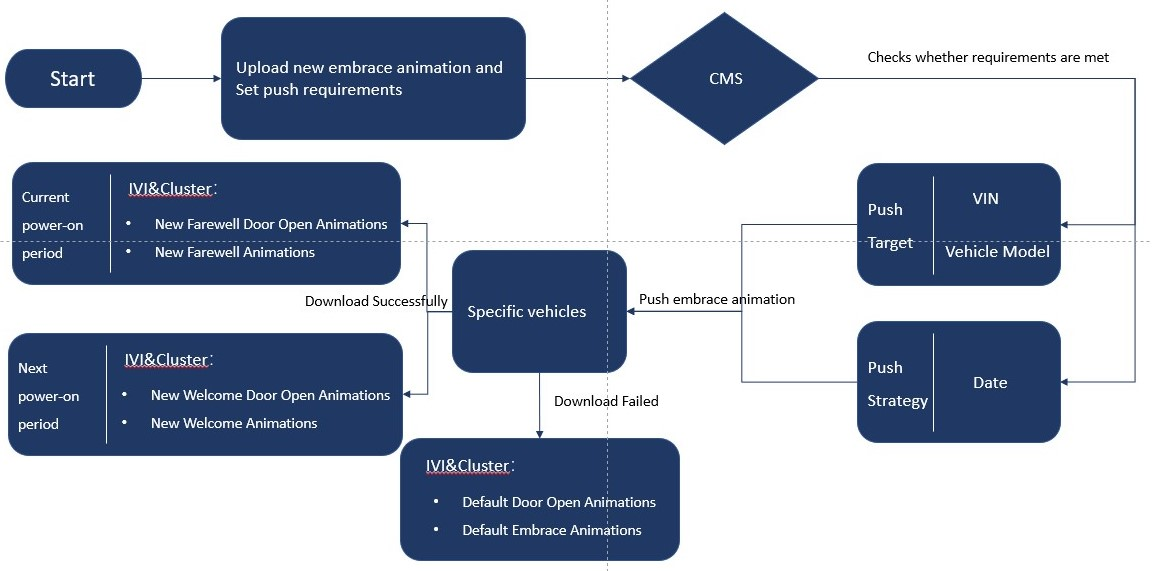 Start
Upload new embrace animation and
Set push requirements
CMS
Checks whether requirements are met
Push
Target
VIN
Vehicle Model
Push
Strategy
Date
Push embrace animation
Specific vehicles
Download Successfully
Current
power-on
period
IVI&Cluster：
• New Farewell Door Open Animations
• New Farewell Animations
Next
power-on
period
IVI&Cluster：
• New Welcome Door Open Animations
• New Welcome Animations
Download Failed
IVI&Cluster：
• Default Door Open Animations
• Default Embrace Animations